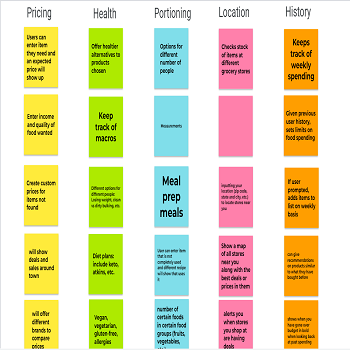 Pricing
Health
Portioning
Location
History
Users can
enter item
they need and
an expected
price will
show up
Offer healtier
alternatives to
products
chosen
Options for
different
number of
people
Checks stock
of items at
different
grocery stores
Keeps
track of
weekly
spending
Enter income
and quality of
food wanted
Keep
track of
macros
Measurements
Given previous
user history,
sets limits on
food spending
Create custom
prices for
items not
found
Different options for
different people:
Losing weight, clean
vs dirty bulking, etc
Meal
prep
meals
inputting your
location (zip code,
state and city, etc.)
to locate stores near
you
If user
prompted,
adds items to
list on weekly
basis
will show
deals and
sales around
town
Diet plans:
include keto,
atkins, etc.
User can enter item
that is not
completely used
and different recipes
will show that uses
it
Show a map
of all stores
near you
along with the
best deals or
prices in them
can give
recommendations
on products similar
to what they have
bought before
will offer
different
brands to
compare
prices
Vegan,
vegetarian,
gluten-free,
allergies
number of
certain foods
in certain
food groups
(fruits,
vegetables,
alerts you
when stores
you shop at
are having
deals
shows when you
have gone over
budget in bold
when looking back
at past spending